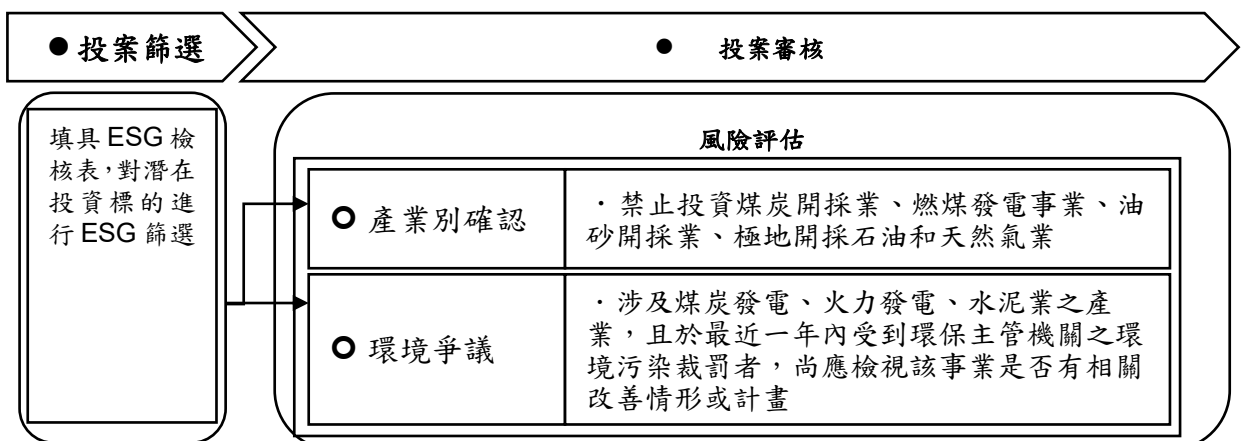 ●投案篩選
● 投案審核
填具 ESG 檢
核表,對潛在
投資標的進
行 ESG 篩選
風險評估
產業別確認
．禁止投資煤炭開採業、燃煤發電事業、油
砂開採業、極地開採石油和天然氣業
環境爭議
．涉及煤炭發電、火力發電、水泥業之產
業，且於最近一年內受到環保主管機關之環
境污染裁罰者，尚應檢視該事業是否有相關
改善情形或計畫